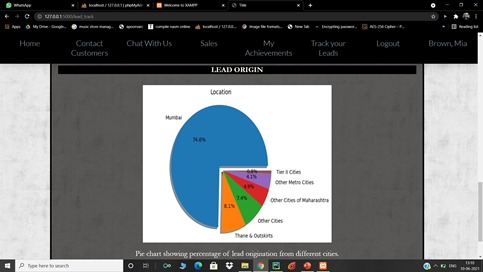 WhatsApp
localhost / 127.0.0.1 | phpMyAdm
Welcome to XAMPP
Title
127.0.0.1:5000/lead_track
Apps
My Drive - Google...
music store manag...
aponvani
compile navin online
localhost / 127.0.0.1...
Image file formats...
New Tab
Encrypting passwor...
AES-256 Cipher – P...
Reading list
Home
Contact Customers
Chat With Us
Sales
My Achievements
Track your Leads
Logout
Brown, Mia
LEAD ORIGIN
Location
Mumbai
74.8%
0.8%
Tier II Cities
4.1%
Other Metro Cities
4.9%
Other Cities of Maharashtra
7.4%
Other Cities
8.1%
Thane & Outskirts
Pie chart showing percentage of lead origination from different cities.
Type here to search
ENG
13:10
10-06-2021